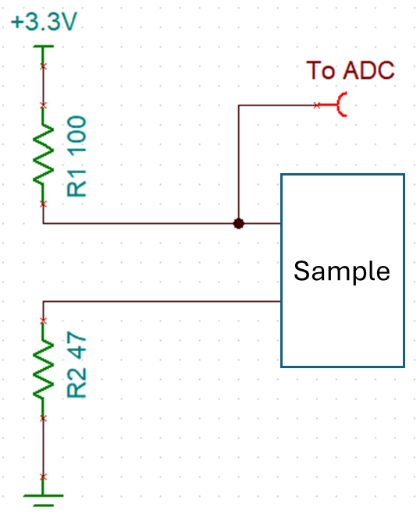 +3.3V
To ADC
R1 100
Sample
R2 47